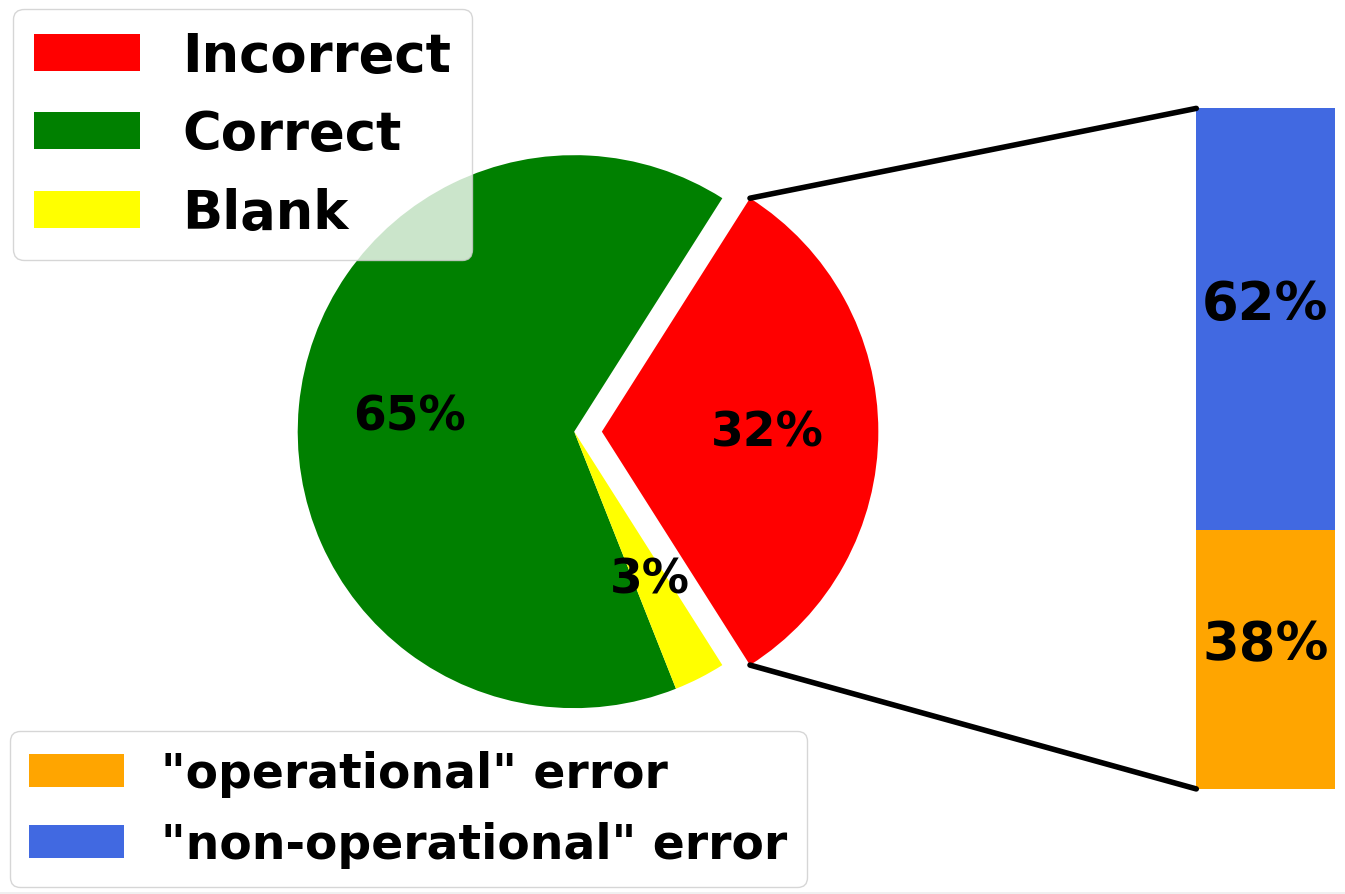 Incorrect
Correct
Blank
62%
65%
32%
3%
38%
"operational" error
"non-operational" error